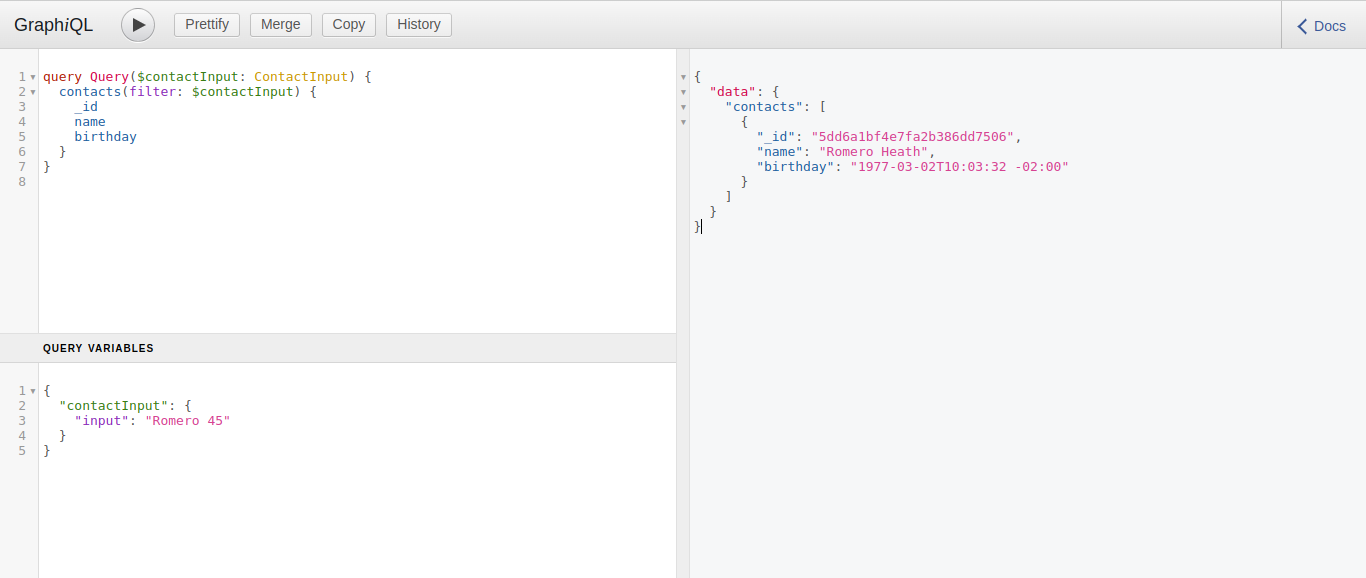 GraphiQL
Prettify Merge Copy History
Docs
1 query Query($contactInput: ContactInput) {
2   contacts(filter: $contactInput) {
3     _id
4     name
5     birthday
6   }
7 }
8
QUERY VARIABLES
1 {
2   "contactInput": {
3     "input": "Romero 45"
4   }
5 }
{
  "data": {
    "contacts": [
      {
        "_id": "5dd6a1bf4e7fa2b386dd7506",
        "name": "Romero Heath",
        "birthday": "1977-03-02T10:03:32 -02:00"
      }
    ]
  }
}